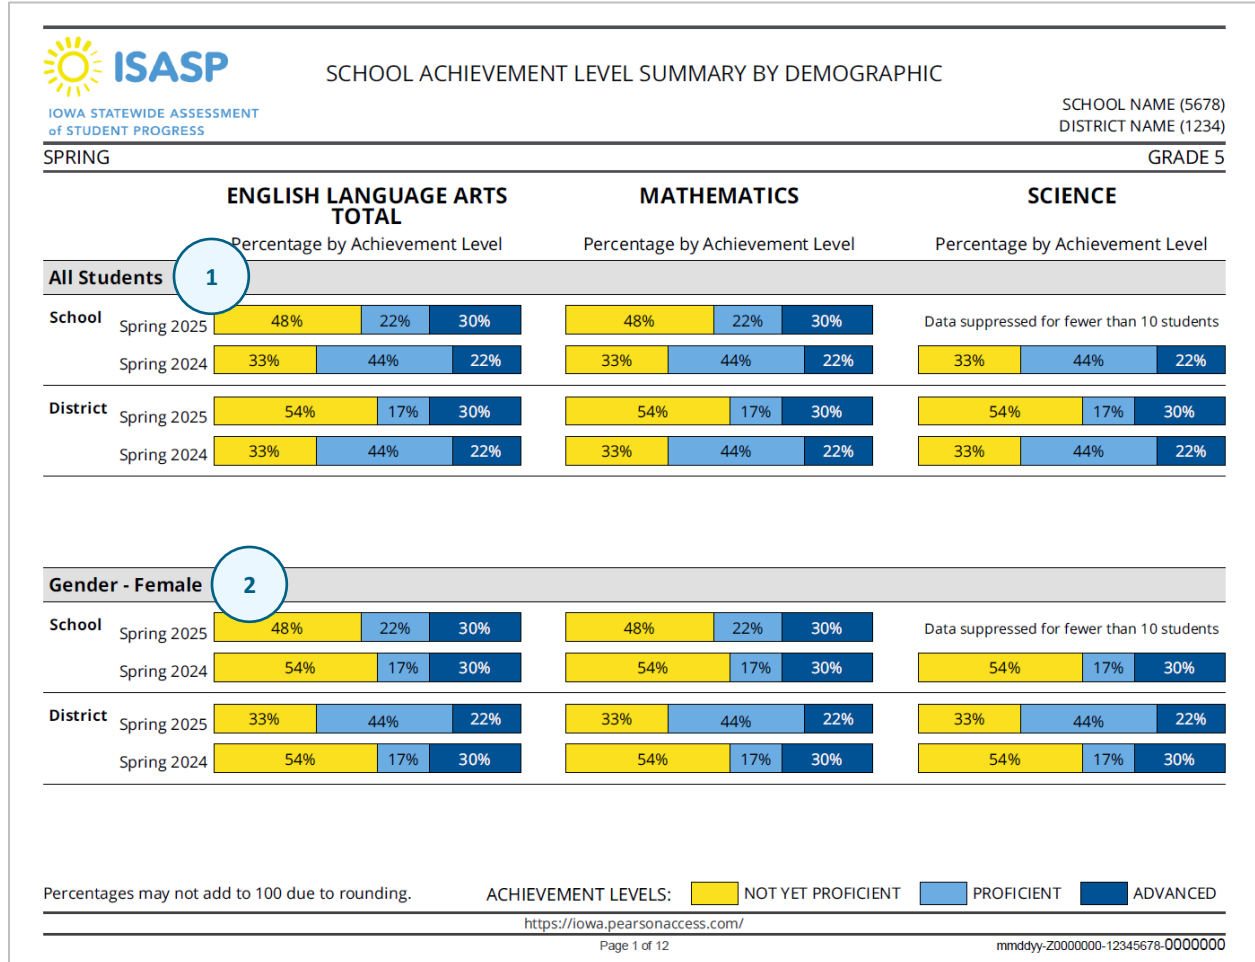 ISASP
IOWA STATEWIDE ASSESSMENT
of STUDENT PROGRESS
SCHOOL ACHIEVEMENT LEVEL SUMMARY BY DEMOGRAPHIC
SCHOOL NAME (5678)
DISTRICT NAME (1234)
SPRING GRADE 5
ENGLISH LANGUAGE ARTS
TOTAL
MATHEMATICS
SCIENCE
Percentage by Achievement Level Percentage by Achievement Level Percentage by Achievement Level
All Students 1
School Spring 2025 48% 22% 30% 48% 22% 30% Data suppressed for fewer than 10 students
Spring 2024 33% 44% 22% 33% 44% 22% 33% 44% 22%
District Spring 2025 54% 17% 30% 54% 17% 30% 54% 17% 30%
Spring 2024 33% 44% 22% 33% 44% 22% 33% 44% 22%
Gender - Female 2
School Spring 2025 48% 22% 30% 48% 22% 30% Data suppressed for fewer than 10 students
Spring 2024 54% 17% 30% 54% 17% 30% 54% 17% 30%
District Spring 2025 33% 44% 22% 33% 44% 22% 33% 44% 22%
Spring 2024 54% 17% 30% 54% 17% 30% 54% 17% 30%
Percentages may not add to 100 due to rounding. ACHIEVEMENT LEVELS: NOT YET PROFICIENT PROFICIENT ADVANCED
https://iowa.pearsonaccess.com/
Page 1 of 12 mmddyy-Z0000000-12345678-0000000